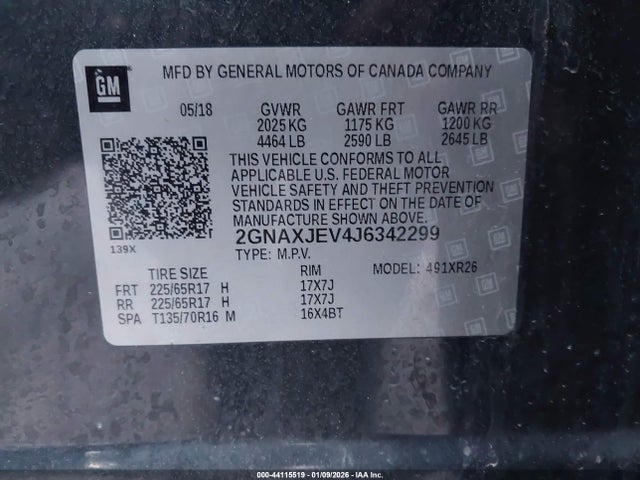 GM
MFD BY GENERAL MOTORS OF CANADA COMPANY
05/18 GVWR GAWR FRT GAWR RR
2025 KG 1175 KG 1200 KG
4464 LB 2590 LB 2645 LB
THIS VEHICLE CONFORMS TO ALL
APPLICABLE U.S. FEDERAL MOTOR
VEHICLE SAFETY AND THEFT PREVENTION
STANDARDS IN EFFECT ON THE DATE OF
MANUFACTURE SHOWN ABOVE.
139X 2GNAXJEV4J6342299
TYPE: M.P.V. MODEL: 491XR26
TIRE SIZE RIM
FRT 225/65R17 H 17X7J
RR 225/65R17 H 17X7J
SPA T135/70R16 M 16X4BT
000-44115519 - 01/09/2026 - IAA Inc.